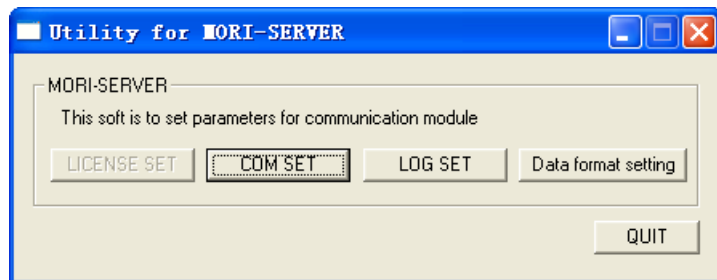 Utility for MORI-SERVER
MORI-SERVER
This soft is to set parameters for communication module
LICENSE SET COM SET LOG SET Data format setting
QUIT